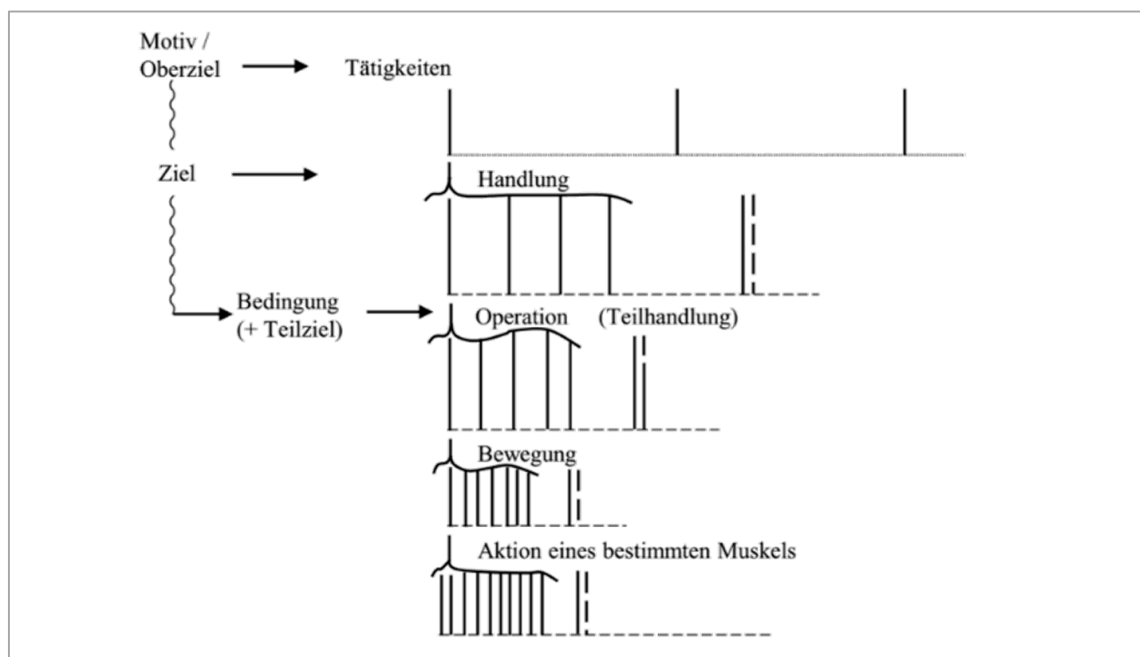 Motiv /
Oberziel
Tätigkeiten
Ziel
Handlung
Bedingung
(+ Teilziel)
Operation (Teilhandlung)
Bewegung
Aktion eines bestimmten Muskels